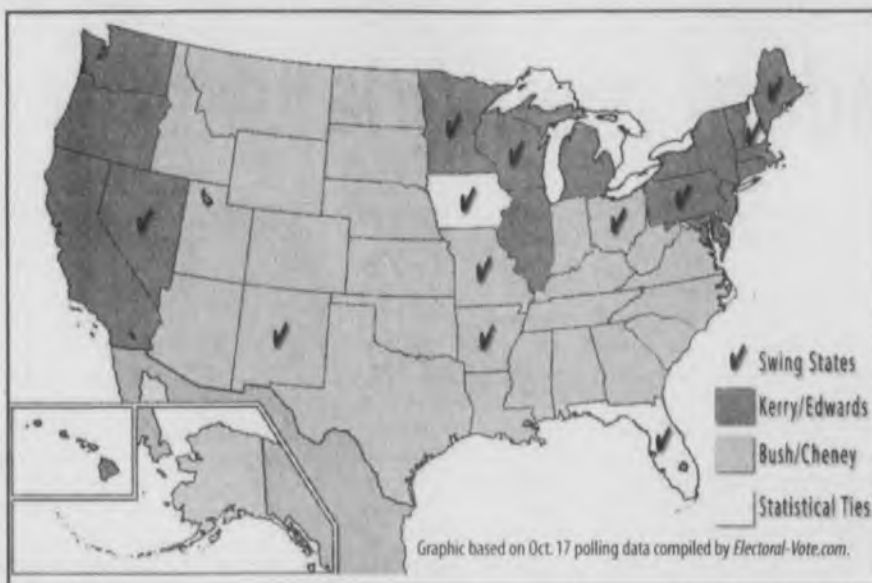 Swing States
Kerry/Edwards
Bush/Cheney
Statistical Ties
Graphic based on Oct. 17 polling data compiled by Electoral-Vote.com.